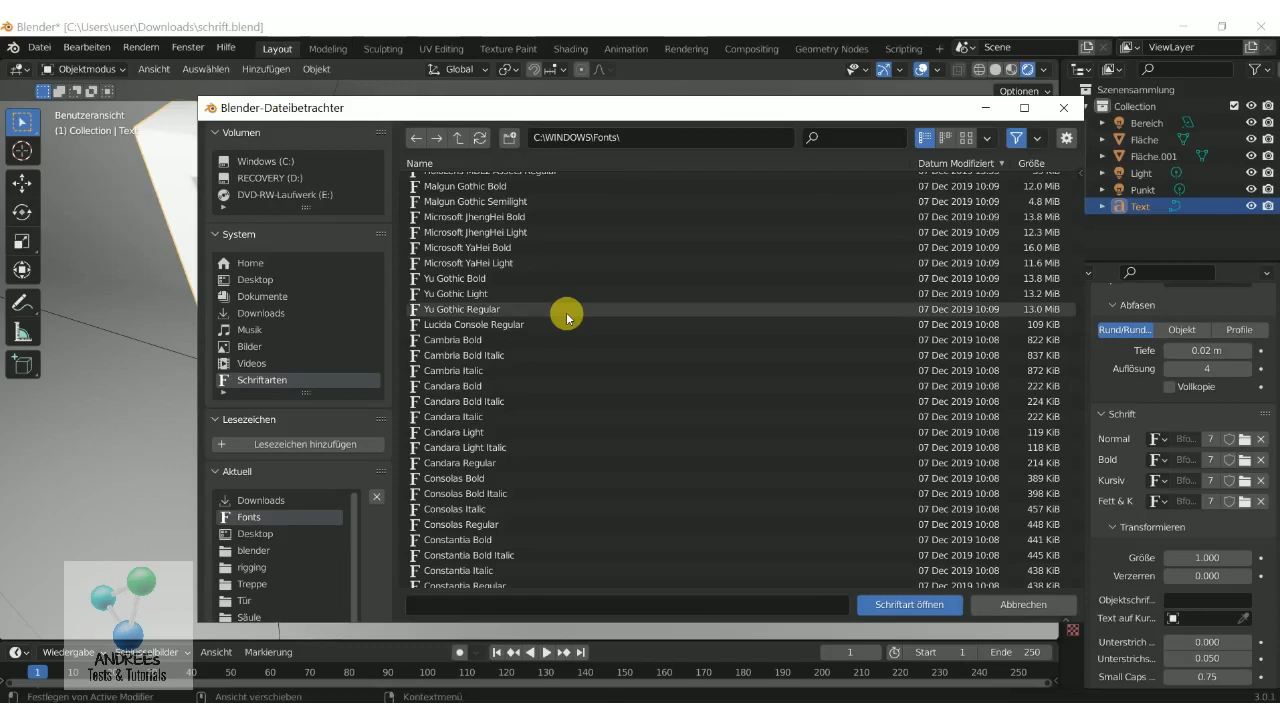 Blender* [C:\Users\user\Downloads\schrift.blend]
Datei Bearbeiten Rendern Fenster Hilfe Layout Modeling Sculpting UV Editing Texture Paint Shading Animation Rendering Compositing Geometry Nodes Scripting + Scene ViewLayer
Objektmodus Ansicht Auswählen Hinzufügen Objekt Global
Optionen
Benutzeransicht
(1) Collection | Text
Szenensammlung
Collection
Bereich
Fläche
Fläche.001
Light
Punkt
Text
Blender-Dateibetrachter
Volumen
Windows (C:)
RECOVERY (D:)
DVD-RW-Laufwerk (E:)
System
Home
Desktop
Dokumente
Downloads
Musik
Bilder
Videos
Schriftarten
Lesezeichen
Lesezeichen hinzufügen
Aktuell
Downloads
Fonts
Desktop
blender
rigging
Treppe
Tür
Säule
C:\WINDOWS\Fonts\
Name Datum Modifiziert Größe
Malgun Gothic Bold 07 Dec 2019 10:09 12.0 MiB
Malgun Gothic Semilight 07 Dec 2019 10:09 4.8 MiB
Microsoft JhengHei Bold 07 Dec 2019 10:09 13.8 MiB
Microsoft JhengHei Light 07 Dec 2019 10:09 12.3 MiB
Microsoft YaHei Bold 07 Dec 2019 10:09 16.0 MiB
Microsoft YaHei Light 07 Dec 2019 10:09 11.6 MiB
Yu Gothic Bold 07 Dec 2019 10:09 13.8 MiB
Yu Gothic Light 07 Dec 2019 10:09 13.2 MiB
Yu Gothic Regular 07 Dec 2019 10:09 13.0 MiB
Lucida Console Regular 07 Dec 2019 10:08 109 KiB
Cambria Bold 07 Dec 2019 10:08 822 KiB
Cambria Bold Italic 07 Dec 2019 10:08 837 KiB
Cambria Italic 07 Dec 2019 10:08 872 KiB
Candara Bold 07 Dec 2019 10:08 222 KiB
Candara Bold Italic 07 Dec 2019 10:08 224 KiB
Candara Italic 07 Dec 2019 10:08 222 KiB
Candara Light 07 Dec 2019 10:08 119 KiB
Candara Light Italic 07 Dec 2019 10:08 118 KiB
Candara Regular 07 Dec 2019 10:08 214 KiB
Consolas Bold 07 Dec 2019 10:08 389 KiB
Consolas Bold Italic 07 Dec 2019 10:08 398 KiB
Consolas Italic 07 Dec 2019 10:08 457 KiB
Consolas Regular 07 Dec 2019 10:08 448 KiB
Constantia Bold 07 Dec 2019 10:08 441 KiB
Constantia Bold Italic 07 Dec 2019 10:08 445 KiB
Constantia Italic 07 Dec 2019 10:08 438 KiB
Constantia Regular 07 Dec 2019 10:08 438 KiB
Schriftart öffnen Abbrechen
Abfasen
Rund/Rund... Objekt Profile
Tiefe 0.02 m
Auflösung 4
Vollkopie
Schrift
Normal Bfo... 7
Bold Bfo... 7
Kursiv Bfo... 7
Fett & K Bfo... 7
Transformieren
Größe 1.000
Verzerren 0.000
Objektschrif...
Text auf Kur...
Unterstrich ... 0.000
Unterstrichs... 0.050
Small Caps ... 0.75
Wiedergabe Schlüsselbilder Ansicht Markierung 1 Start 1 Ende 250
1 40 50 60 70 80 90 100 110 120 130 140 150 160 170 180 190 200 210 220 230 240 250
ANDREEs
Tests & Tutorials
Festlegen von Active Modifier Ansicht verschieben Kontextmenü 3.0.1